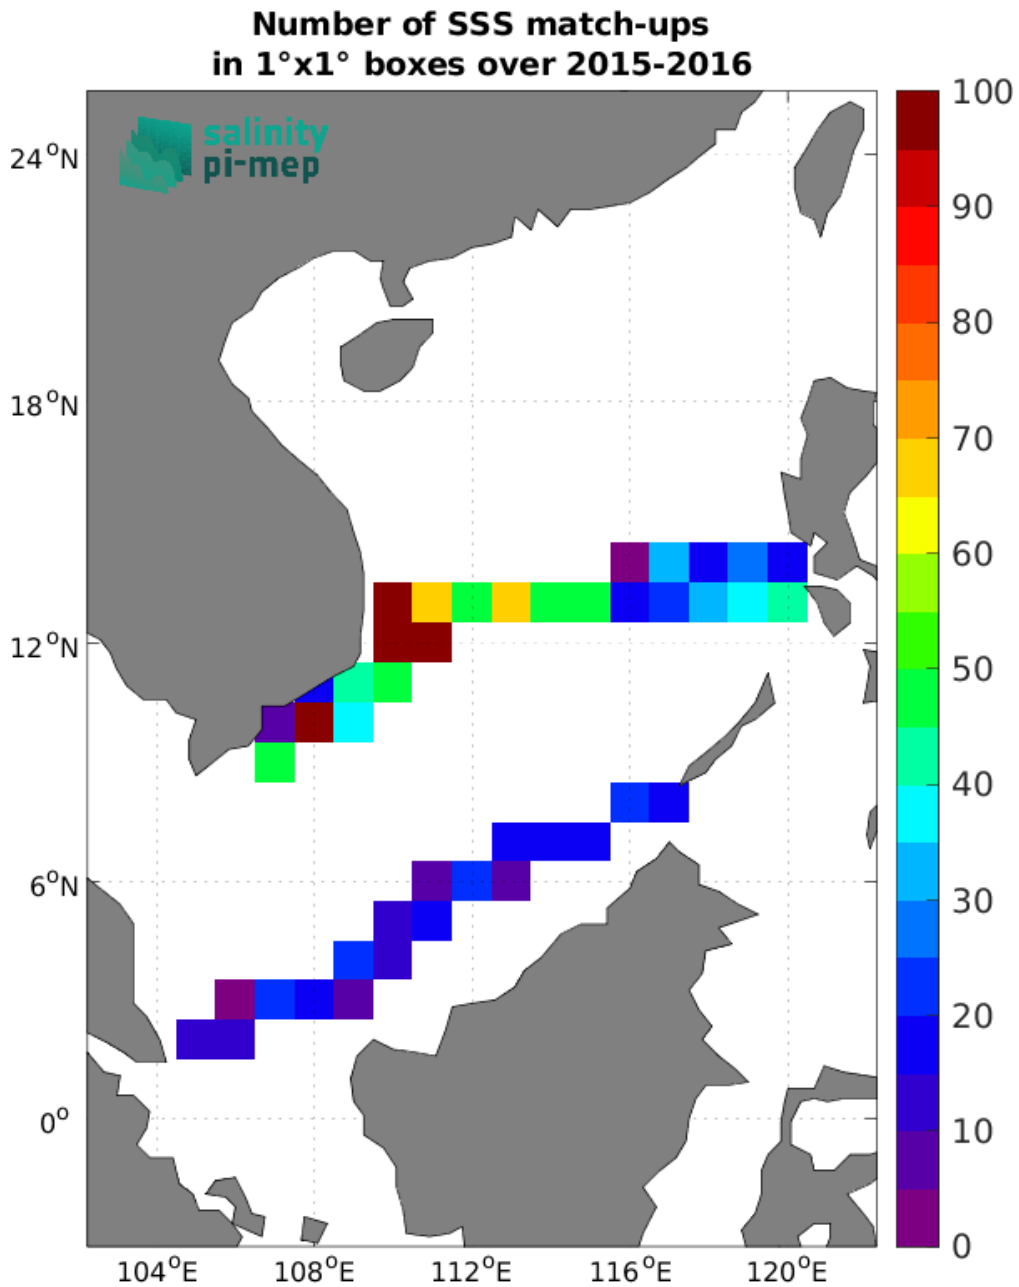 Number of SSS match-ups
in 1°x1° boxes over 2015-2016
salinity
pi-mep
24°N
18°N
12°N
6°N
0°
104°E
108°E
112°E
116°E
120°E
100
90
80
70
60
50
40
30
20
10
0